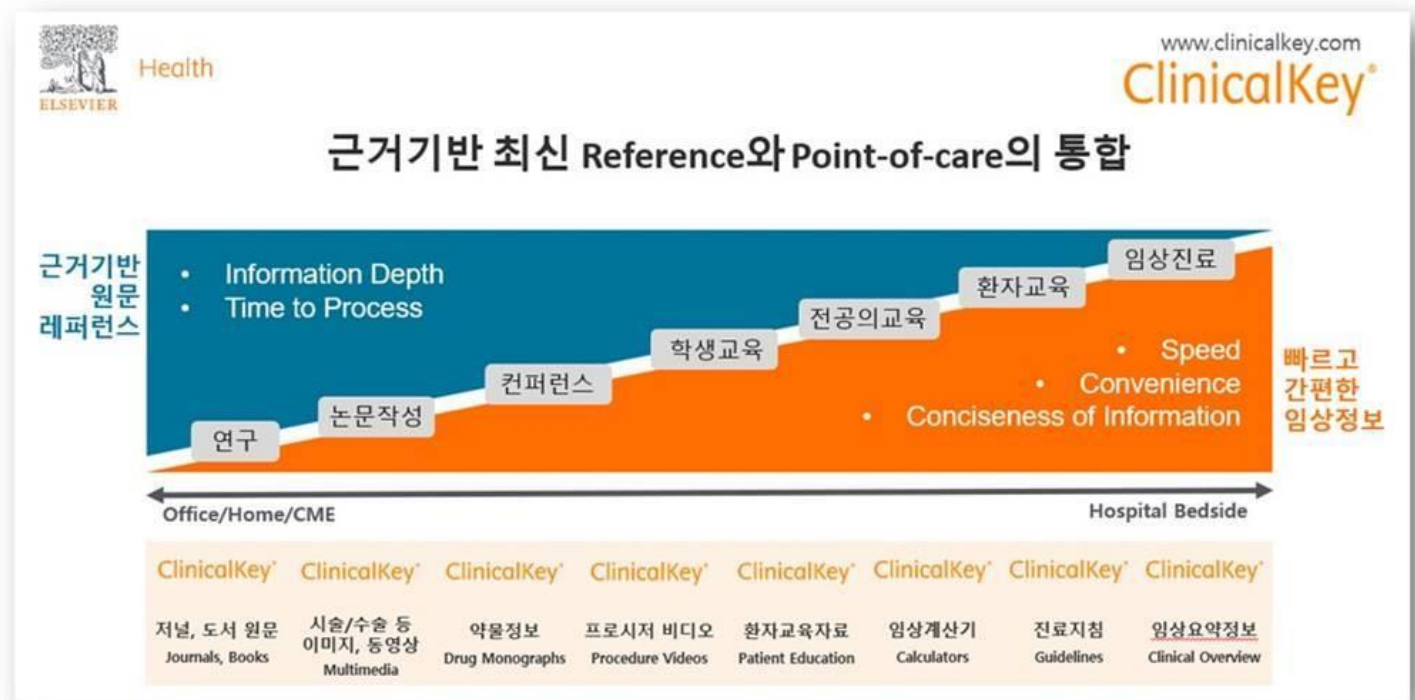 ELSEVIER
Health
www.clinicalkey.com
ClinicalKey®
근거기반 최신 Reference와 Point-of-care의 통합
근거기반
원문
레퍼런스
• Information Depth
• Time to Process
연구
논문작성
컨퍼런스
학생교육
전공의교육
환자교육
임상진료
• Speed
• Convenience
• Conciseness of Information
빠르고
간편한
임상정보
Office/Home/CME
Hospital Bedside
ClinicalKey®
저널, 도서 원문
Journals, Books
ClinicalKey®
시술/수술 등
이미지, 동영상
Multimedia
ClinicalKey®
약물정보
Drug Monographs
ClinicalKey®
프로시저 비디오
Procedure Videos
ClinicalKey®
환자교육자료
Patient Education
ClinicalKey®
임상계산기
Calculators
ClinicalKey®
진료지침
Guidelines
ClinicalKey®
임상요약정보
Clinical Overview